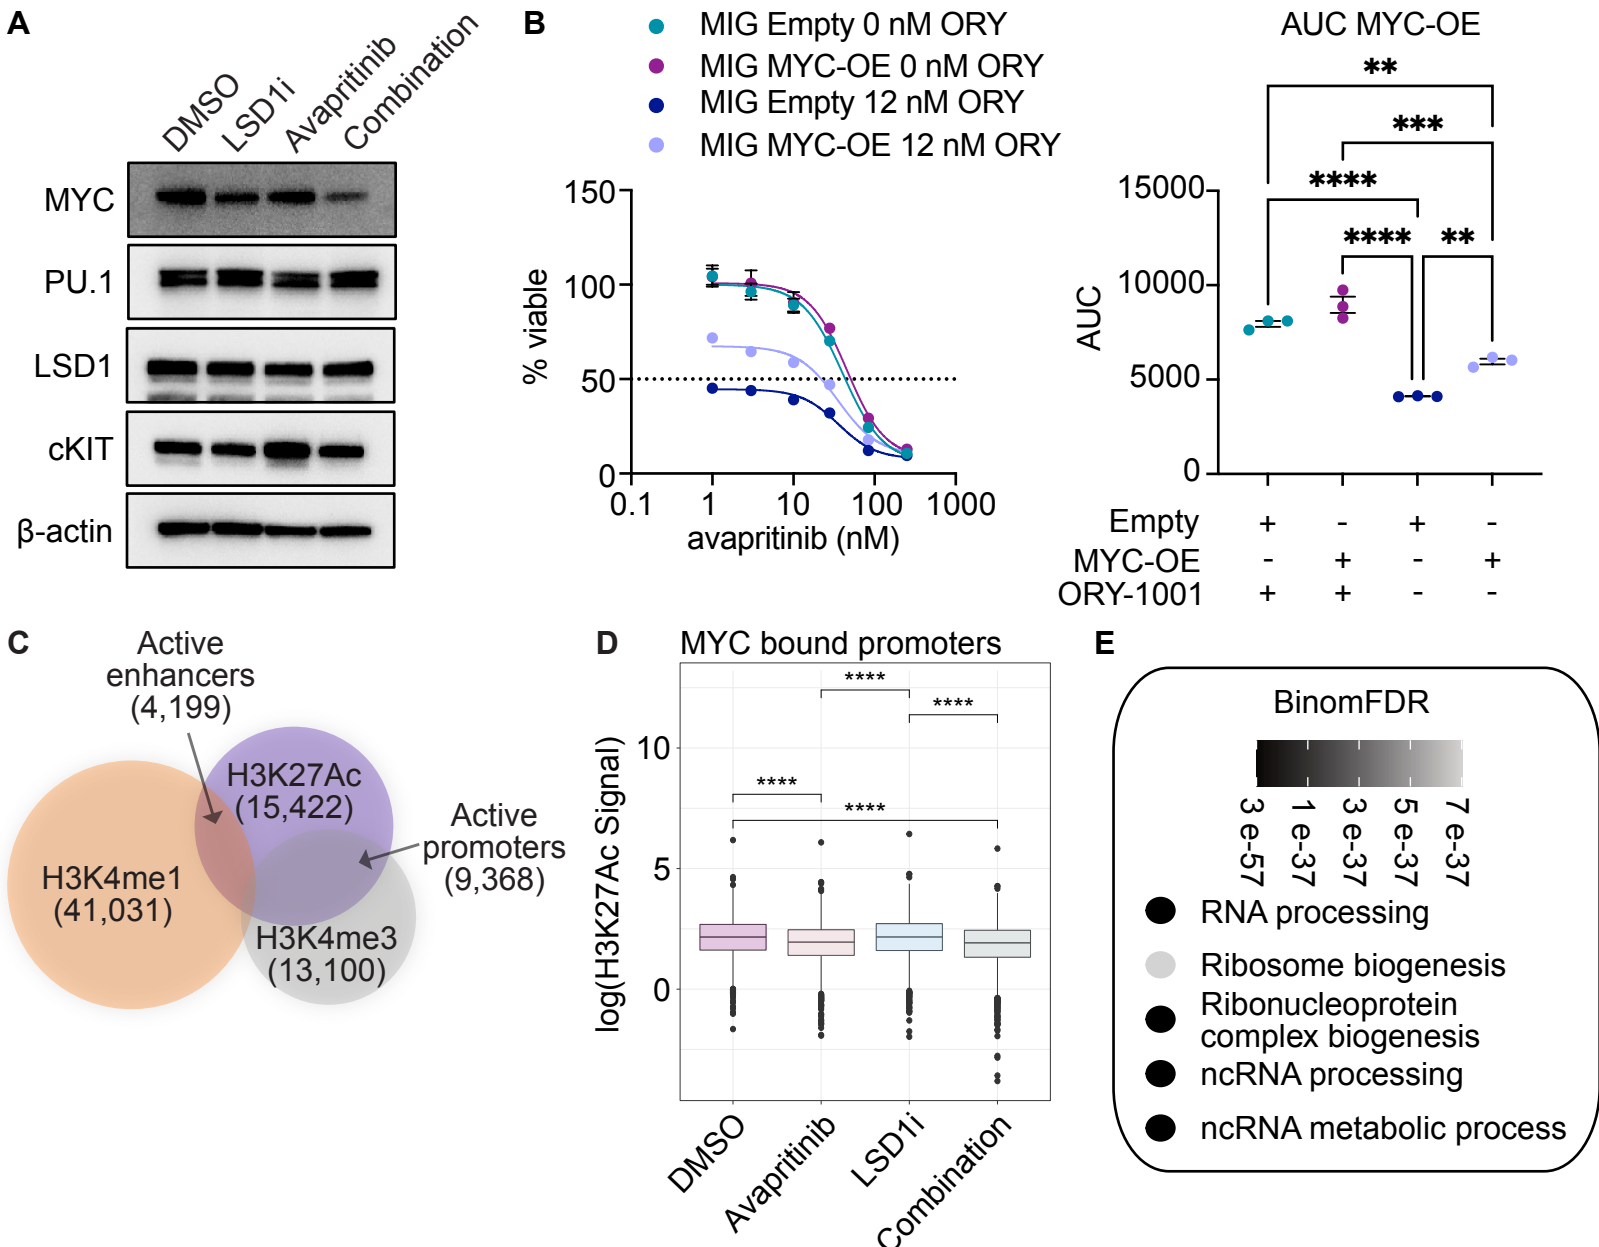 A
DMSO
LSD1i
Avapritinib
Combination
MYC
PU.1
LSD1
cKIT
β-actin
B
MIG Empty 0 nM ORY
MIG MYC-OE 0 nM ORY
MIG Empty 12 nM ORY
MIG MYC-OE 12 nM ORY
150
100
50
0
% viable
0.1
1
10
100
1000
avapritinib (nM)
AUC MYC-OE
**
***
****
**** **
15000
10000
5000
0
AUC
Empty + - + -
MYC-OE - + - +
ORY-1001 + + - -
C
Active
enhancers
(4,199)
H3K27Ac
(15,422)
Active
promoters
(9,368)
H3K4me1
(41,031)
H3K4me3
(13,100)
D
MYC bound promoters
****
****
****
****
10
5
0
log(H3K27Ac Signal)
DMSO
Avapritinib
LSD1i
Combination
E
BinomFDR
3 e-57
1 e-37
3 e-37
5 e-37
7 e-37
RNA processing
Ribosome biogenesis
Ribonucleoprotein
complex biogenesis
ncRNA processing
ncRNA metabolic process